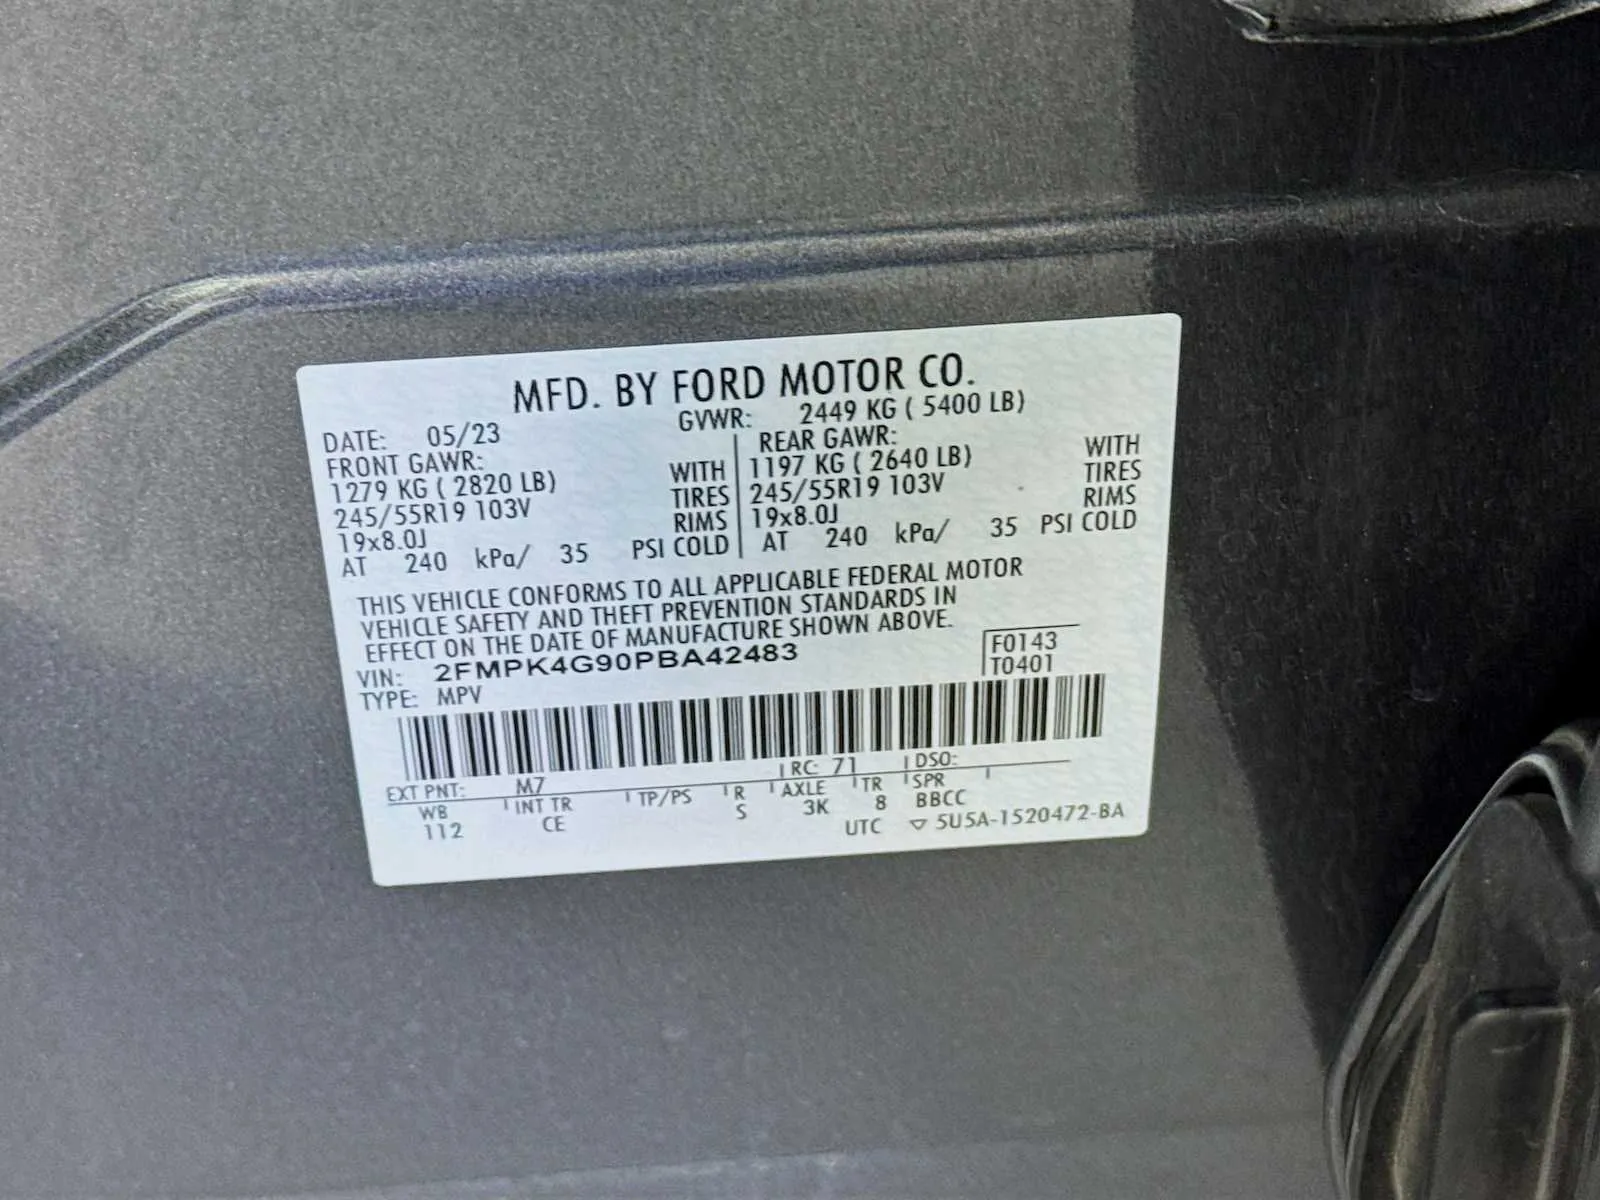 MFD. BY FORD MOTOR CO.
DATE: 05/23 GVWR: 2449 KG ( 5400 LB)
FRONT GAWR: REAR GAWR:
1279 KG ( 2820 LB) WITH 1197 KG ( 2640 LB) WITH
245/55R19 103V TIRES 245/55R19 103V TIRES
19x8.0J RIMS 19x8.0J RIMS
AT 240 kPa/ 35 PSI COLD AT 240 kPa/ 35 PSI COLD
THIS VEHICLE CONFORMS TO ALL APPLICABLE FEDERAL MOTOR
VEHICLE SAFETY AND THEFT PREVENTION STANDARDS IN
EFFECT ON THE DATE OF MANUFACTURE SHOWN ABOVE.
VIN: 2FMPK4G90PBA42483 F0143
TYPE: MPV T0401
EXT PNT: M7 RC: 71 DSO:
WB INT TR TP/PS R AXLE TR SPR
112 CE S 3K 8 BBCC
UTC ▽ 5U5A-1520472-BA